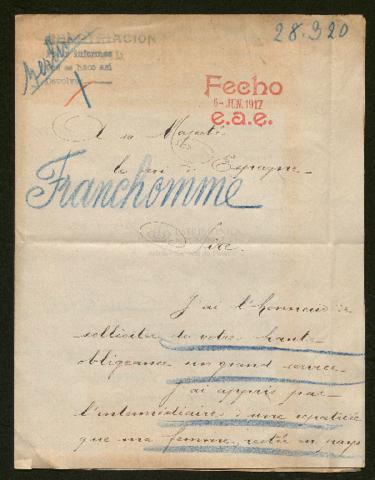 28.920
Fecho
6- JUN. 1917
e.a.e.
A sa Majesté
le Roi d'Espagne
Franchomme
Sire,
J'ai l'honneur de
solliciter de votre haute
obligeance un grand service.
J'ai appris par
l'intermédiaire d'une rapatriée
que ma femme, restée en pays